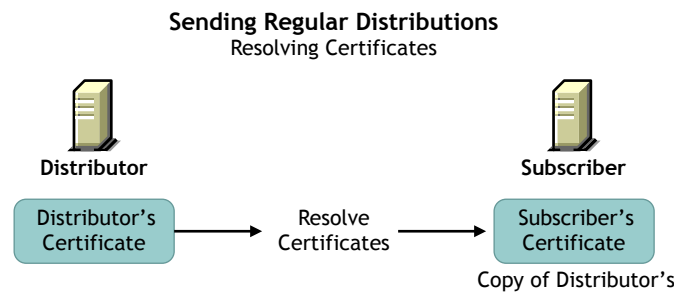 Sending Regular Distributions
Resolving Certificates
Distributor
Subscriber
Distributor’s
Certificate
Resolve
Certificates
Subscriber’s
Certificate
Copy of Distributor’s